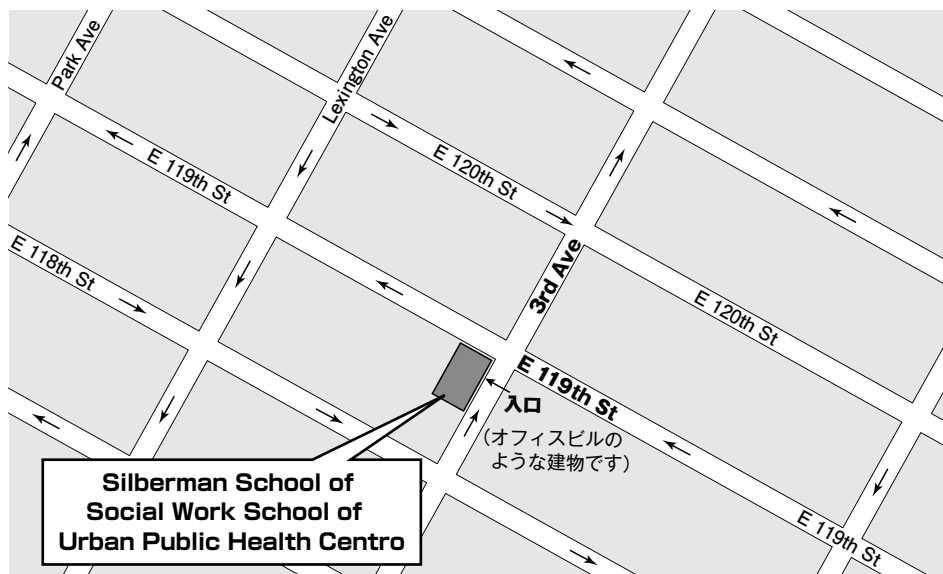 Park Ave
Lexington Ave
E 119th St
E 120th St
E 118th St
3rd Ave
E 120th St
E 119th St
入口
（オフィスビルの
ような建物です）
E 119th St
Silberman School of
Social Work School of
Urban Public Health Centro